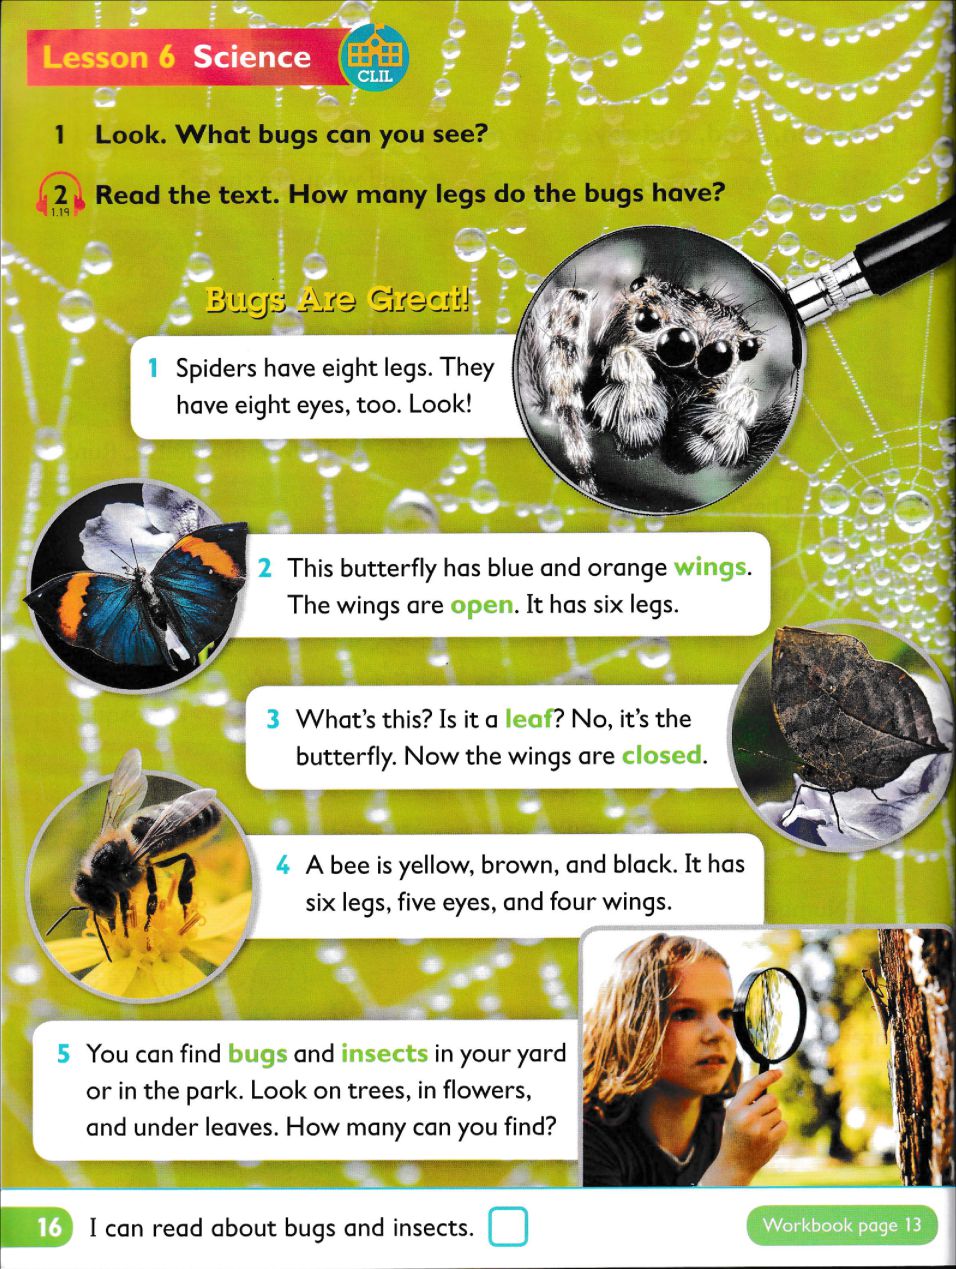 Lesson 6 Science
CLIL
1 Look. What bugs can you see?
2 Read the text. How many legs do the bugs have?
1.19
Bugs Are Great!
1 Spiders have eight legs. They
have eight eyes, too. Look!
2 This butterfly has blue and orange wings.
The wings are open. It has six legs.
3 What's this? Is it a leaf? No, it's the
butterfly. Now the wings are closed.
4 A bee is yellow, brown, and black. It has
six legs, five eyes, and four wings.
5 You can find bugs and insects in your yard
or in the park. Look on trees, in flowers,
and under leaves. How many can you find?
16 I can read about bugs and insects.
Workbook page 13